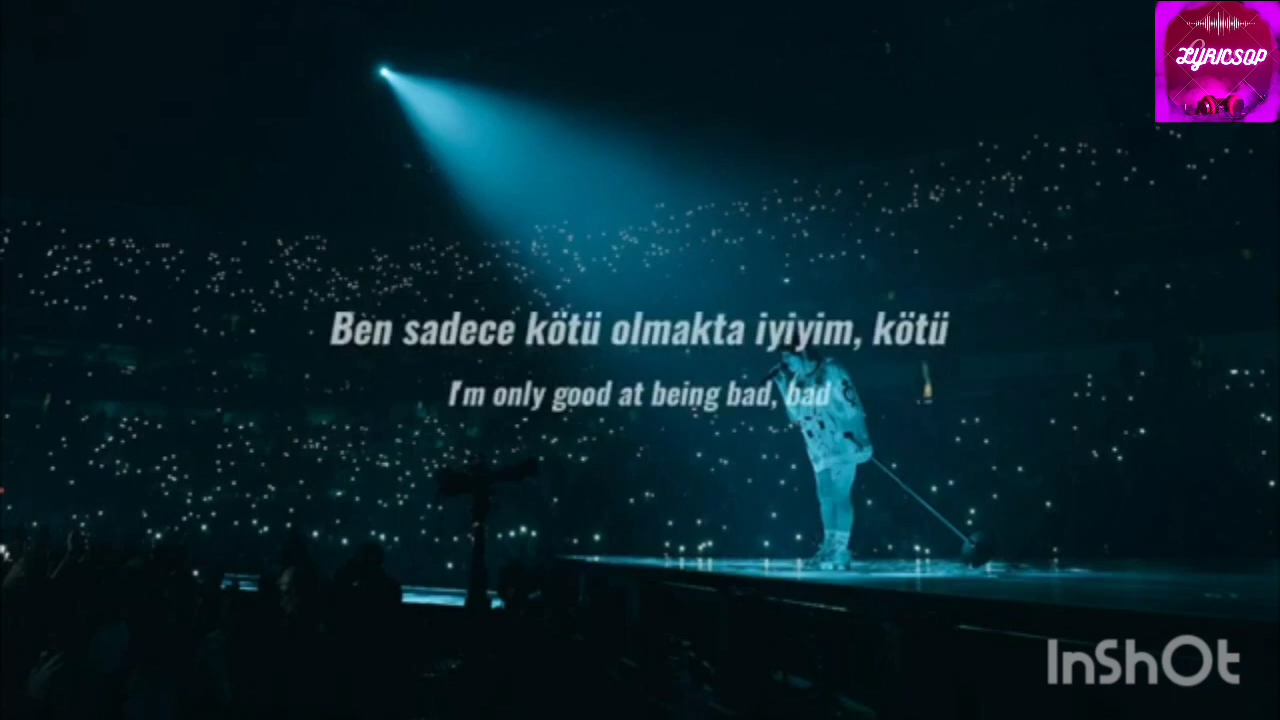 LYRICSOP
Ben sadece kötü olmakta iyiyim, kötü
I'm only good at being bad, bad
InShOt